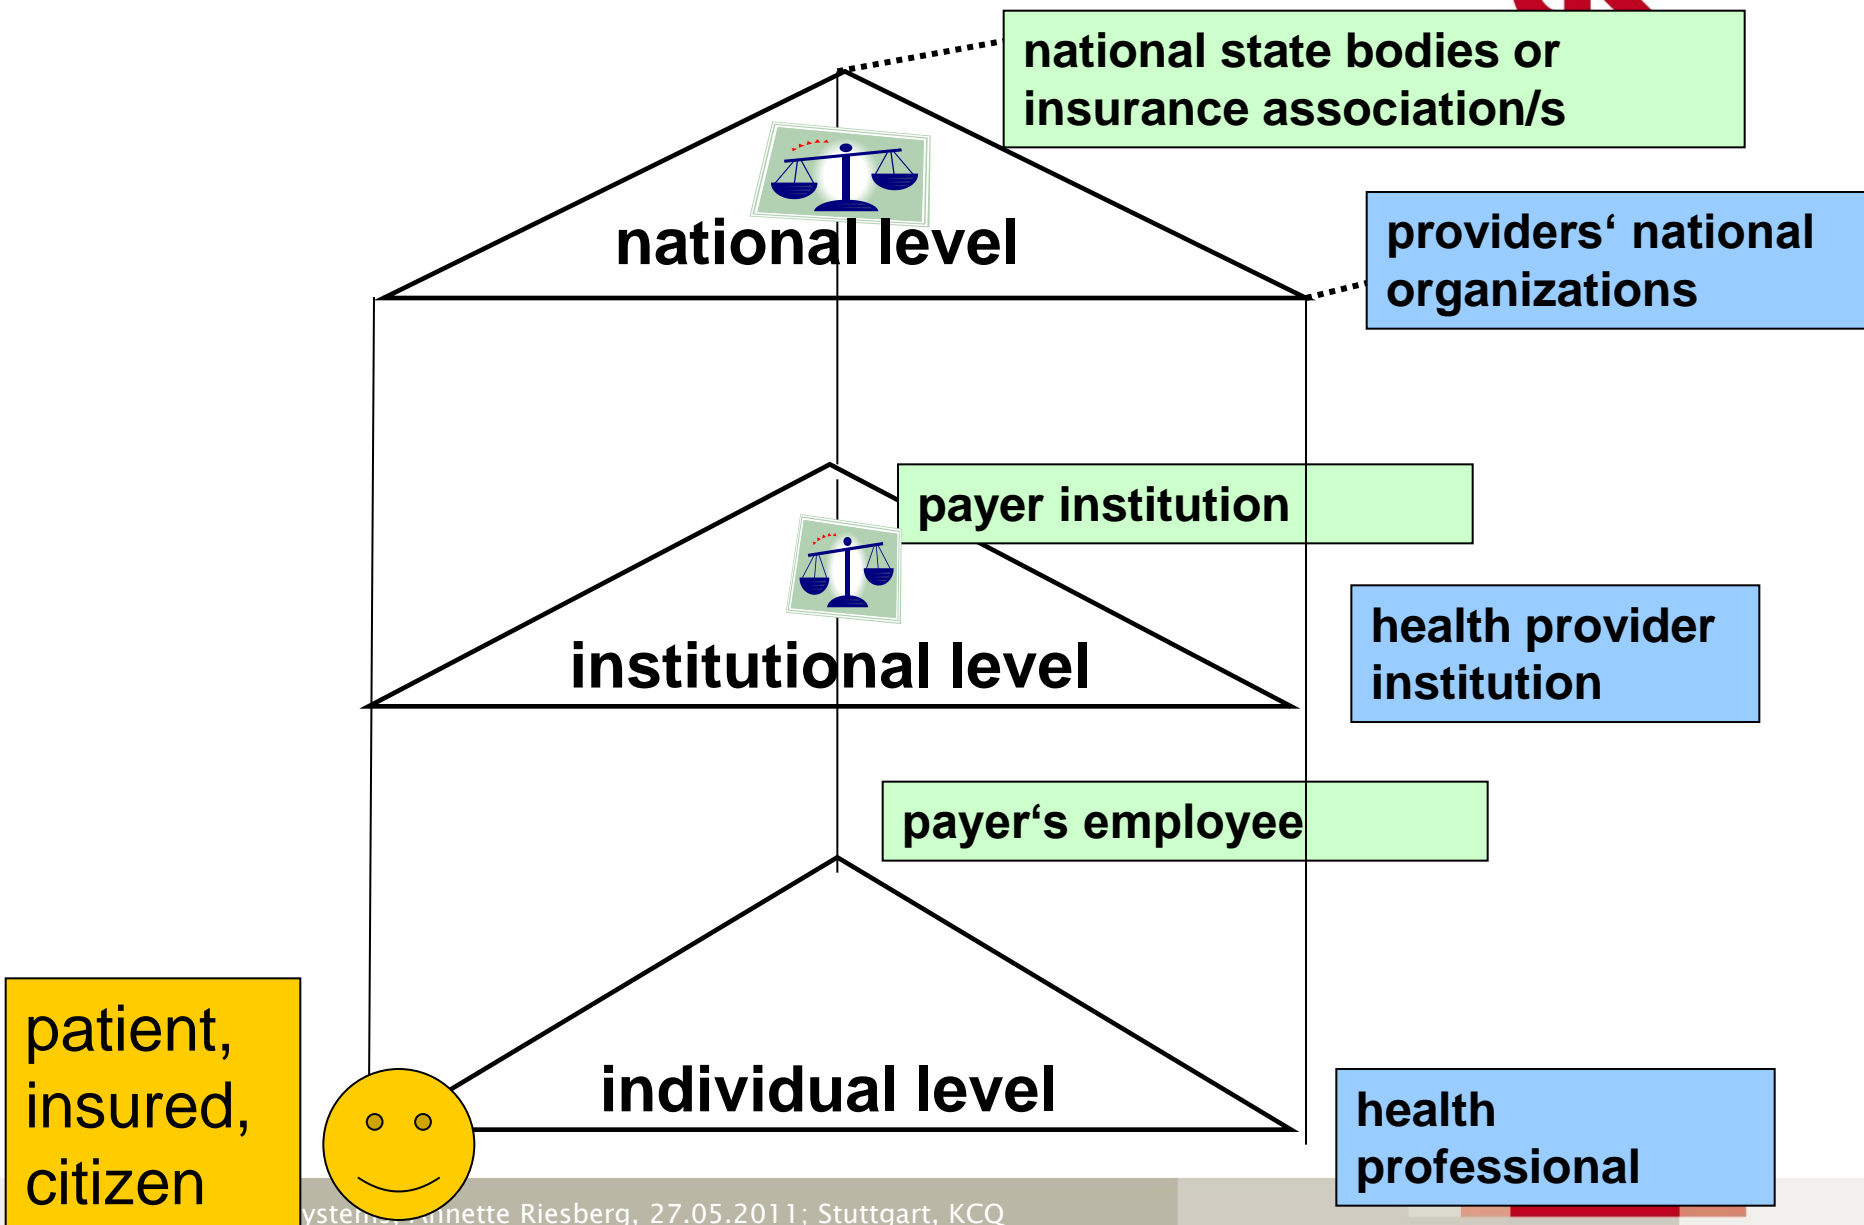 national state bodies or
insurance association/s
national level
providers‘ national
organizations
payer institution
health provider
institution
institutional level
payer‘s employee
patient,
insured,
citizen
individual level
health
professional
Riesberg, 27.05.2011; Stuttgart, KCQ